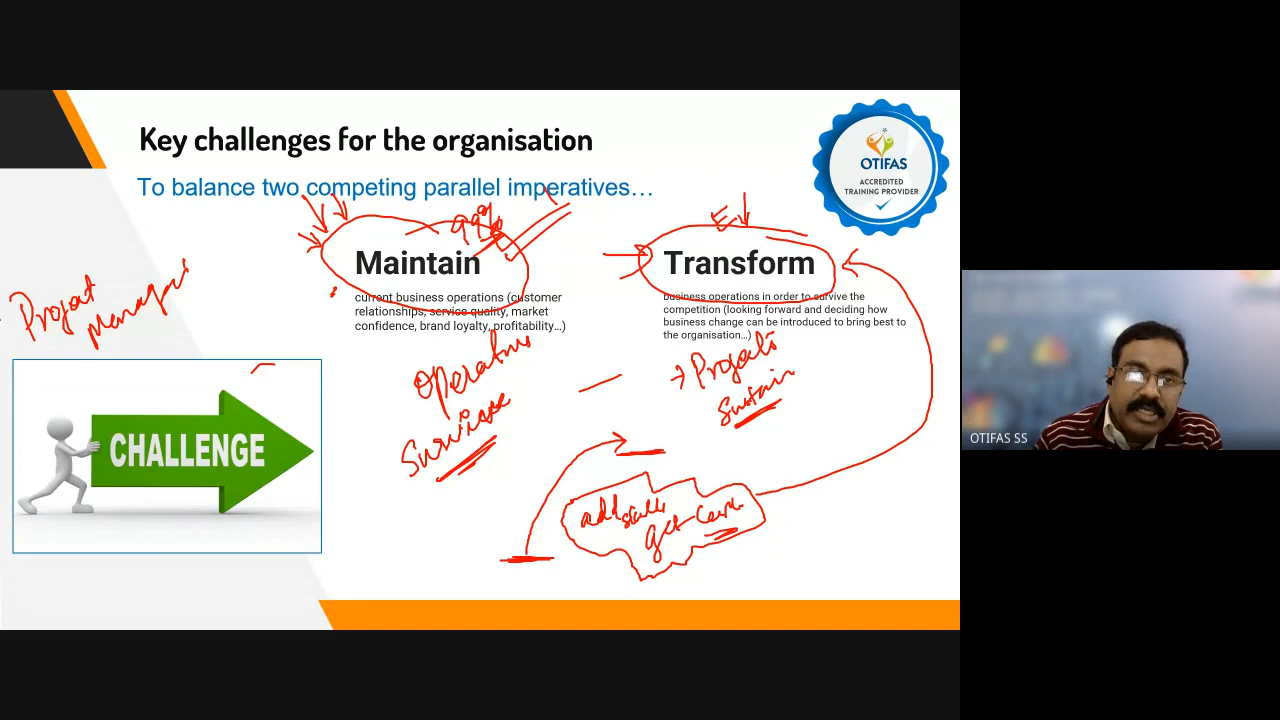 Key challenges for the organisation
To balance two competing parallel imperatives…
OTIFAS
ACCREDITED
TRAINING PROVIDER
99%
Maintain
current business operations (customer
relationships, service quality, market
confidence, brand loyalty, profitability…)
Transform
business operations in order to survive the
competition (looking forward and deciding how
business change can be introduced to bring best to
the organisation…)
Project
CHALLENGE
Projects
Sustain
add
get
OTIFAS SS